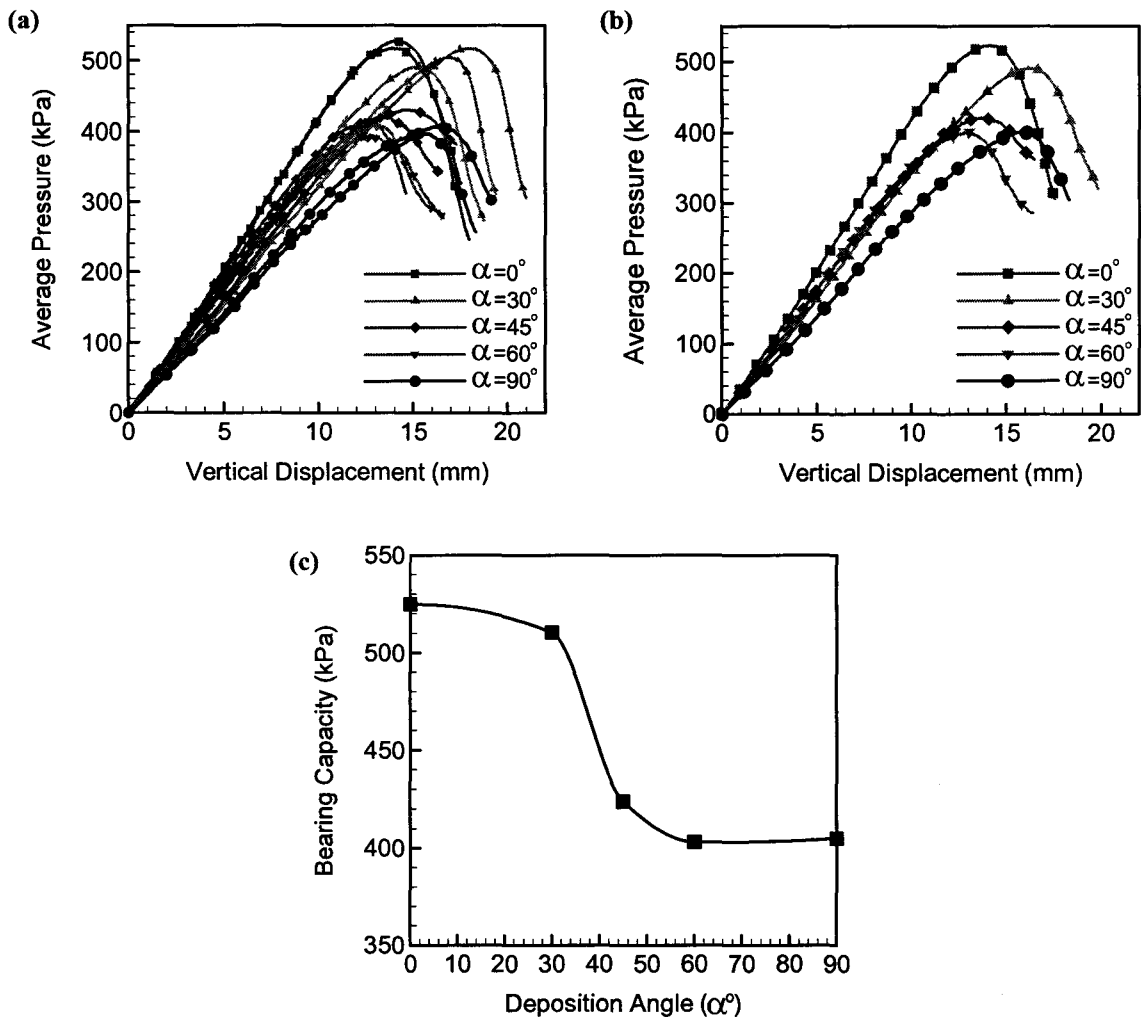 (a)
Average Pressure (kPa)
500
400
300
200
100
0
0 5 10 15 20
Vertical Displacement (mm)
α=0°
α=30°
α=45°
α=60°
α=90°
(b)
Average Pressure (kPa)
500
400
300
200
100
0
0 5 10 15 20
Vertical Displacement (mm)
α=0°
α=30°
α=45°
α=60°
α=90°
(c)
Bearing Capacity (kPa)
550
500
450
400
350
0 10 20 30 40 50 60 70 80 90
Deposition Angle (α°)